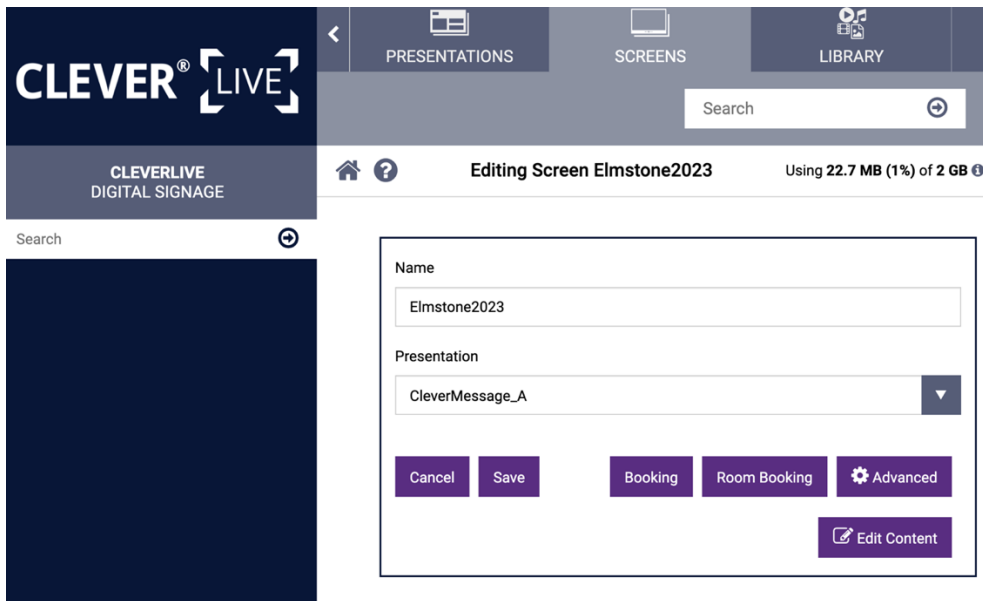 CLEVER® LIVE
PRESENTATIONS
SCREENS
LIBRARY
Search
CLEVERLIVE
DIGITAL SIGNAGE
Search
Editing Screen Elmstone2023
Using 22.7 MB (1%) of 2 GB
Name
Elmstone2023
Presentation
CleverMessage_A
Cancel
Save
Booking
Room Booking
Advanced
Edit Content